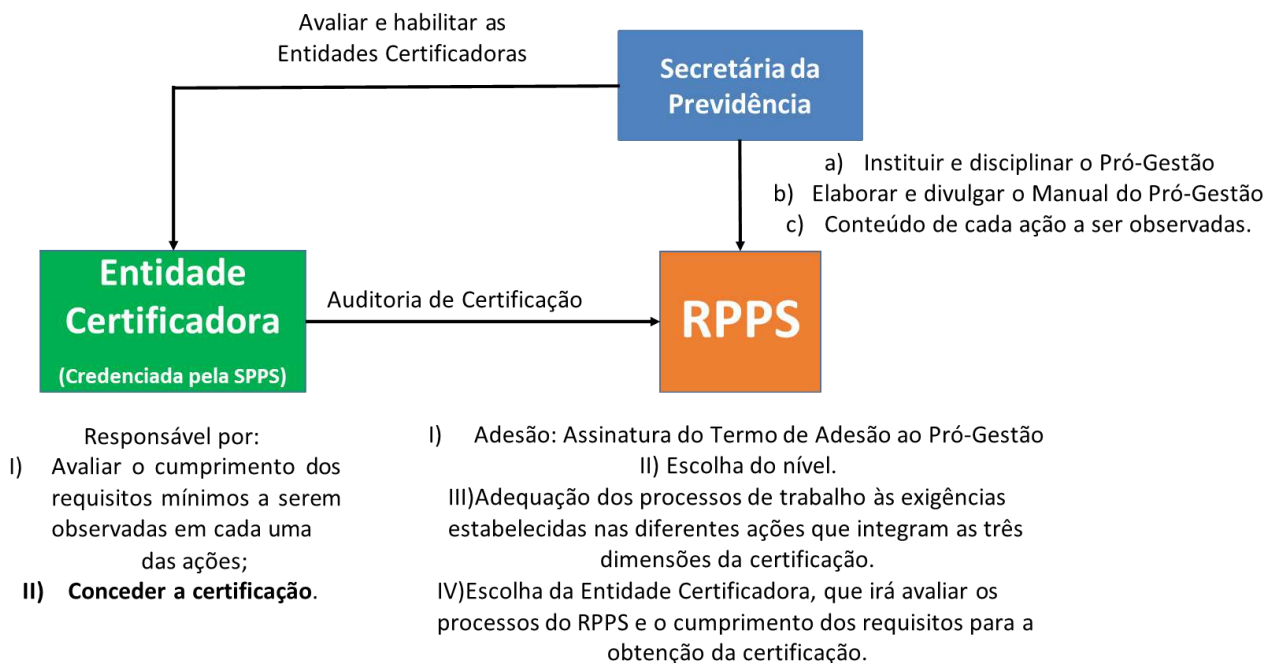 Avaliar e habilitar as
Entidades Certificadoras
Secretária da
Previdência
a) Instituir e disciplinar o Pró-Gestão
b) Elaborar e divulgar o Manual do Pró-Gestão
c) Conteúdo de cada ação a ser observadas.
Entidade
Certificadora
(Credenciada pela SPPS)
Auditoria de Certificação
RPPS
Responsável por:
I) Avaliar o cumprimento dos
requisitos mínimos a serem
observadas em cada uma
das ações;
II) Conceder a certificação.
I) Adesão: Assinatura do Termo de Adesão ao Pró-Gestão
II) Escolha do nível.
III)Adequação dos processos de trabalho às exigências
estabelecidas nas diferentes ações que integram as três
dimensões da certificação.
IV)Escolha da Entidade Certificadora, que irá avaliar os
processos do RPPS e o cumprimento dos requisitos para a
obtenção da certificação.